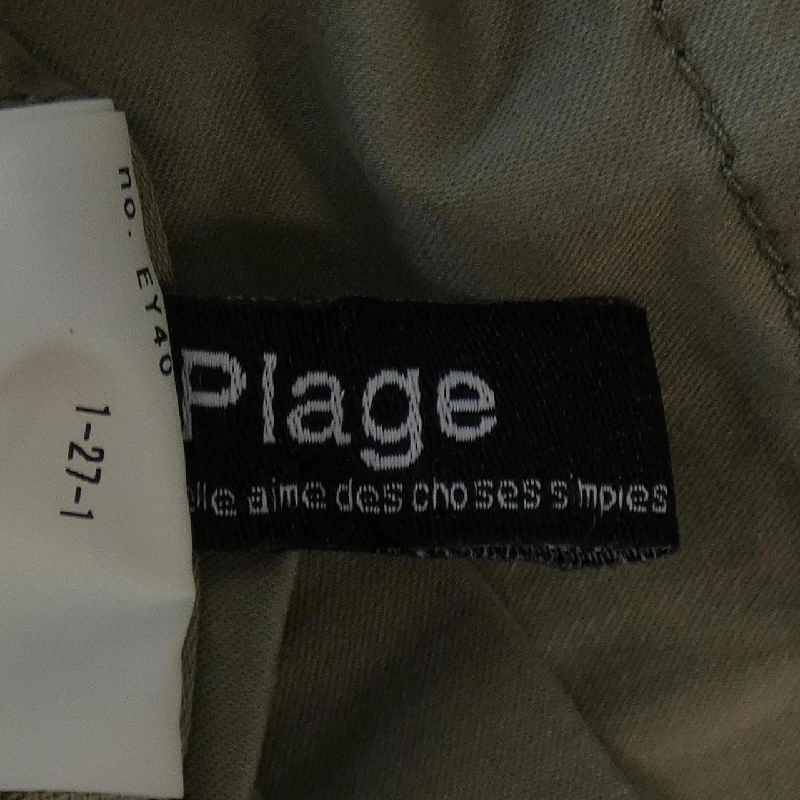 no. EY40
1-27-1
Plage
elle aime des choses simples